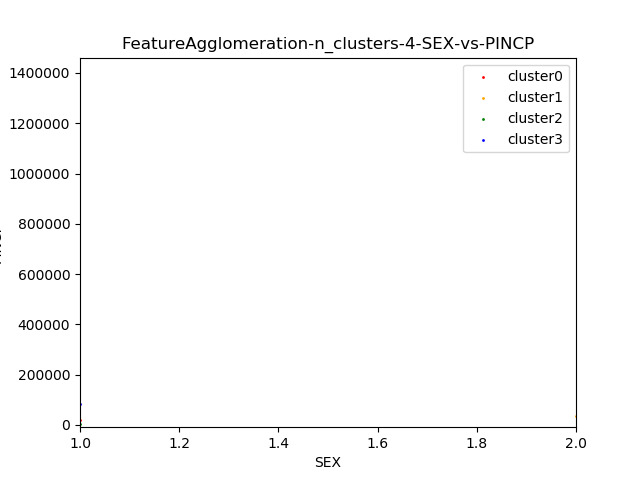 FeatureAgglomeration-n_clusters-4-SEX-vs-PINCP
1400000
1200000
1000000
800000
600000
400000
200000
0
cluster0
cluster1
cluster2
cluster3
1.0 1.2 1.4 1.6 1.8 2.0
SEX